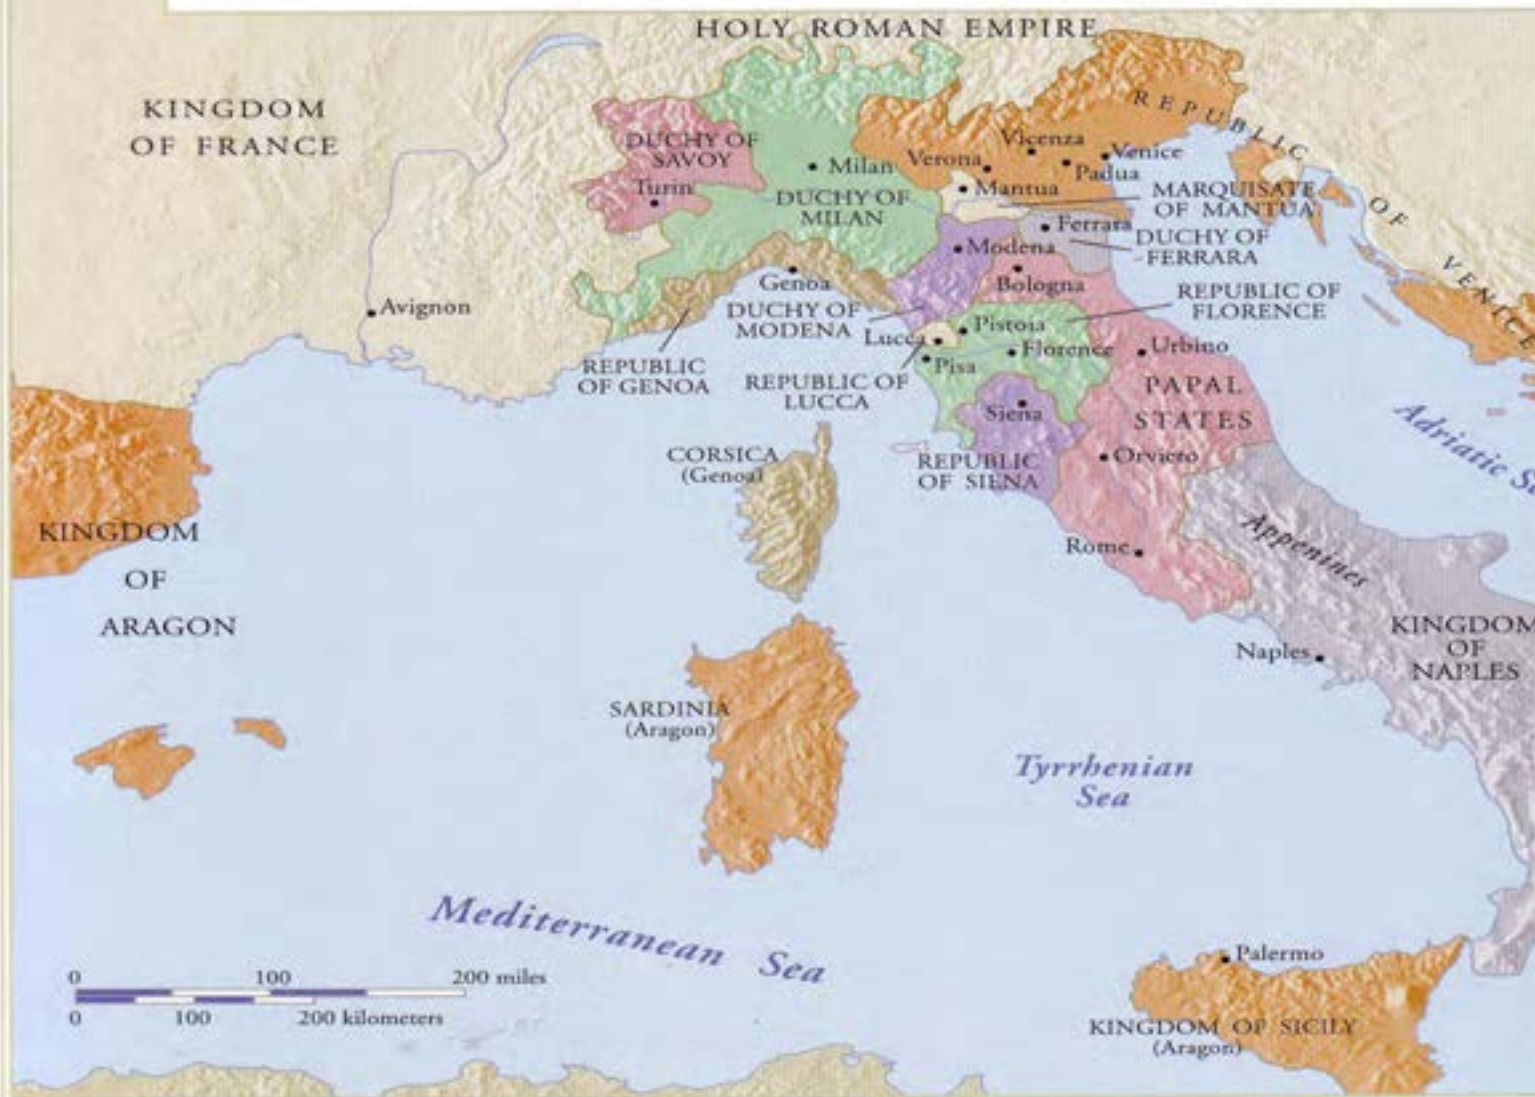 HOLY ROMAN EMPIRE
KINGDOM
OF FRANCE
REPUBLIC
OF
VENICE
DUCHY OF
SAVOY
Turin
Milan
DUCHY OF
MILAN
Verona
Vicenza
Venice
Padua
Mantua
MARQUISATE
OF MANTUA
Ferrara
DUCHY OF
FERRARA
Modena
Bologna
Genoa
DUCHY OF
MODENA
REPUBLIC OF
FLORENCE
Avignon
Pistoia
Lucca
Florence
Pisa
Urbino
REPUBLIC
OF GENOA
REPUBLIC OF
LUCCA
PAPAL
STATES
Siena
Adriatic
CORSICA
(Genoa)
REPUBLIC
OF SIENA
Orvieto
KINGDOM
OF
ARAGON
Appenines
Rome
KINGDOM
OF
NAPLES
Naples
SARDINIA
(Aragon)
Tyrrhenian
Sea
Mediterranean Sea
Palermo
KINGDOM OF SICILY
(Aragon)
0 100 200 miles
0 100 200 kilometers